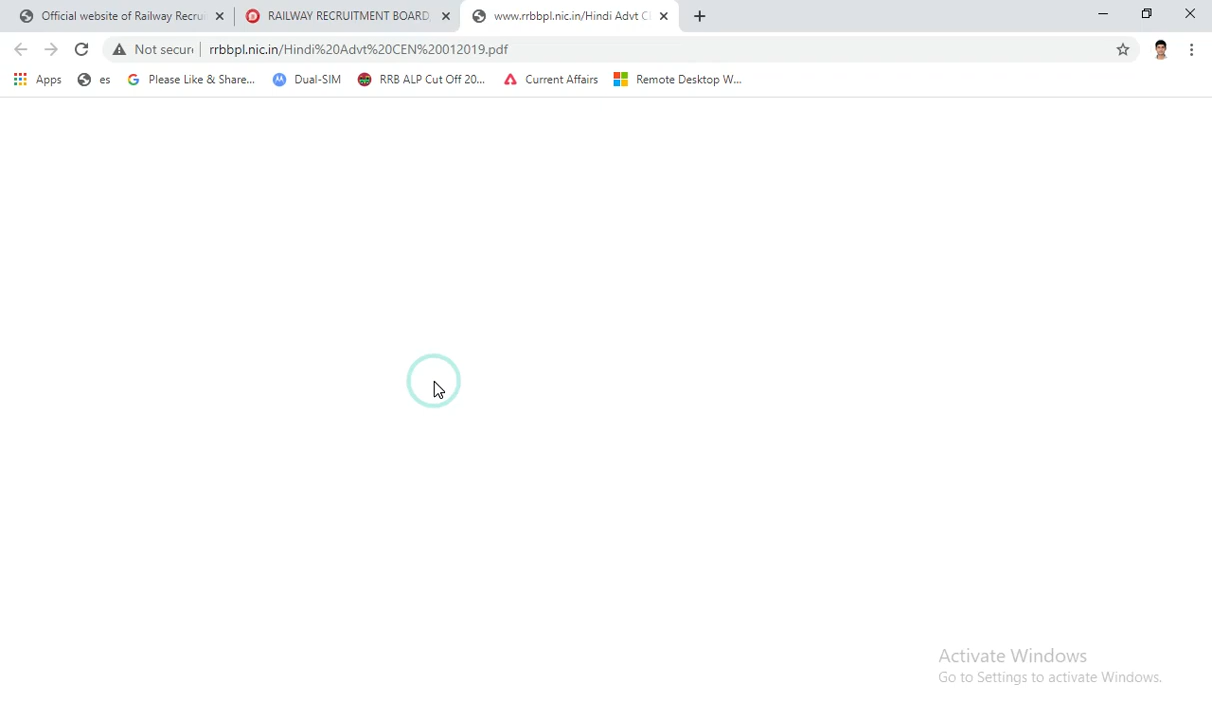 Official website of Railway Recrui
RAILWAY RECRUITMENT BOARD,
www.rrbbpl.nic.in/Hindi Advt C
Not secure
rrbbpl.nic.in/Hindi%20Advt%20CEN%20012019.pdf
Apps
es
Please Like & Share...
Dual-SIM
RRB ALP Cut Off 20...
Current Affairs
Remote Desktop W...
Activate Windows
Go to Settings to activate Windows.